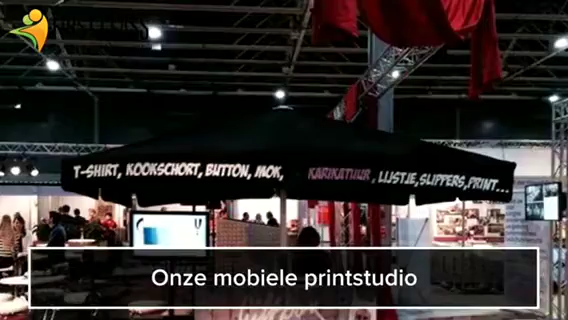 T-SHIRT, KOOKSCHORT, BUTTON, MOK, KARIKATUUR, LIJSTJE, SLIPPERS, PRINT...
Onze mobiele printstudio